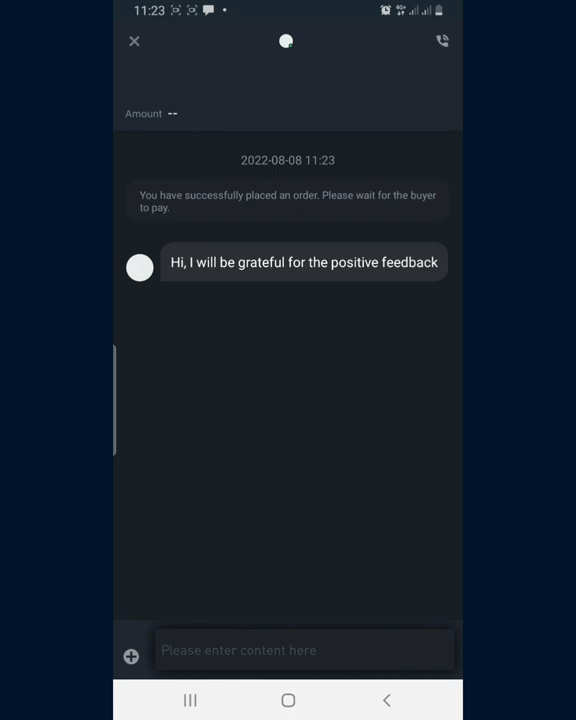 11:23
Amount --
2022-08-08 11:23
You have successfully placed an order. Please wait for the buyer
to pay.
Hi, I will be grateful for the positive feedback
Please enter content here